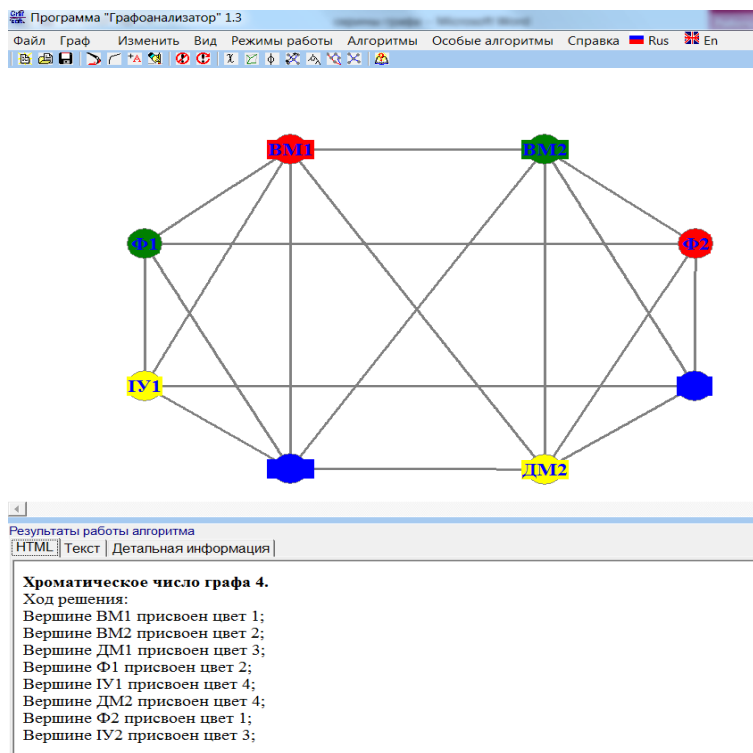 Программа "Графоанализатор" 1.3
Файл Граф Изменить Вид Режимы работы Алгоритмы Особые алгоритмы Справка Rus En
ВМ1 ВМ2
Ф1 Ф2
ІУ1
ДМ2
Результаты работы алгоритма
HTML Текст Детальная информация
Хроматическое число графа 4.
Ход решения:
Вершине ВМ1 присвоен цвет 1;
Вершине ВМ2 присвоен цвет 2;
Вершине ДМ1 присвоен цвет 3;
Вершине Ф1 присвоен цвет 2;
Вершине ІУ1 присвоен цвет 4;
Вершине ДМ2 присвоен цвет 4;
Вершине Ф2 присвоен цвет 1;
Вершине ІУ2 присвоен цвет 3;